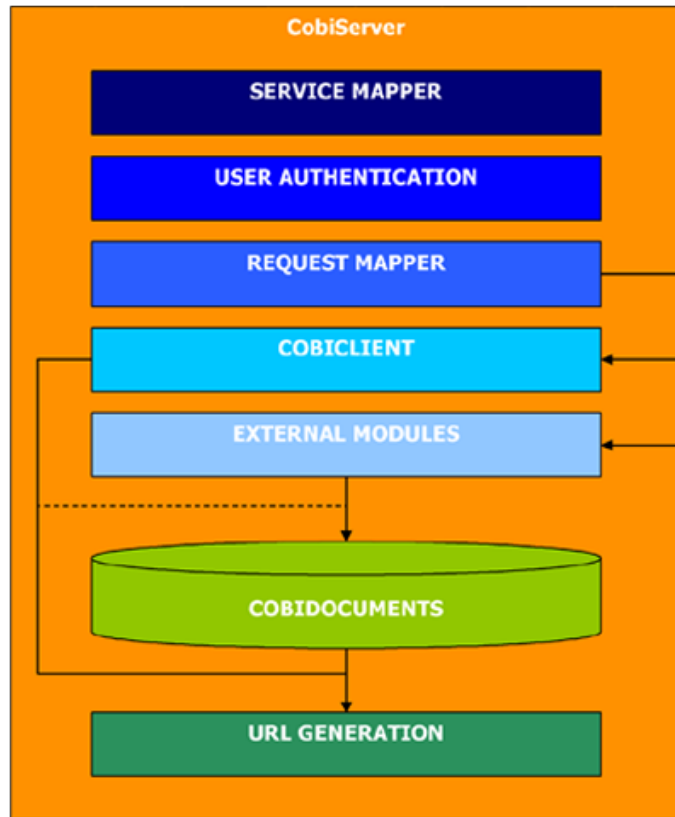 CobiServer
SERVICE MAPPER
USER AUTHENTICATION
REQUEST MAPPER
COBICLIENT
EXTERNAL MODULES
COBIDOCUMENTS
URL GENERATION